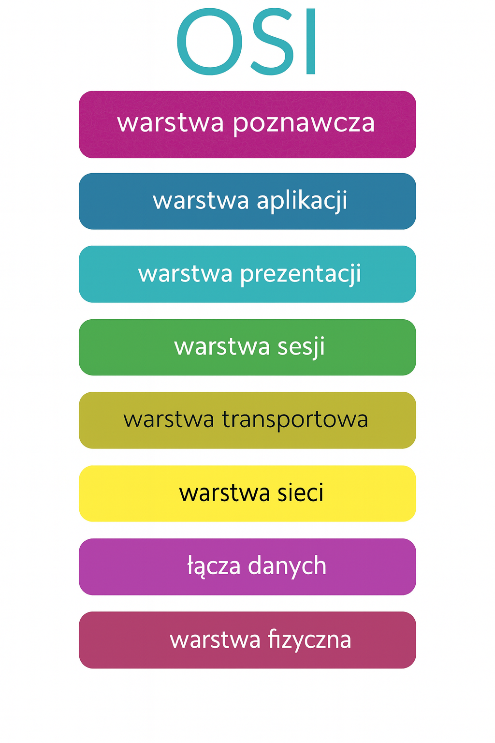 OSI
warstwa poznawcza
warstwa aplikacji
warstwa prezentacji
warstwa sesji
warstwa transportowa
warstwa sieci
łącza danych
warstwa fizyczna